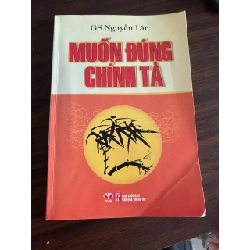 GS. Nguyễn Lân
MUỐN ĐÚNG
CHÍNH TẢ